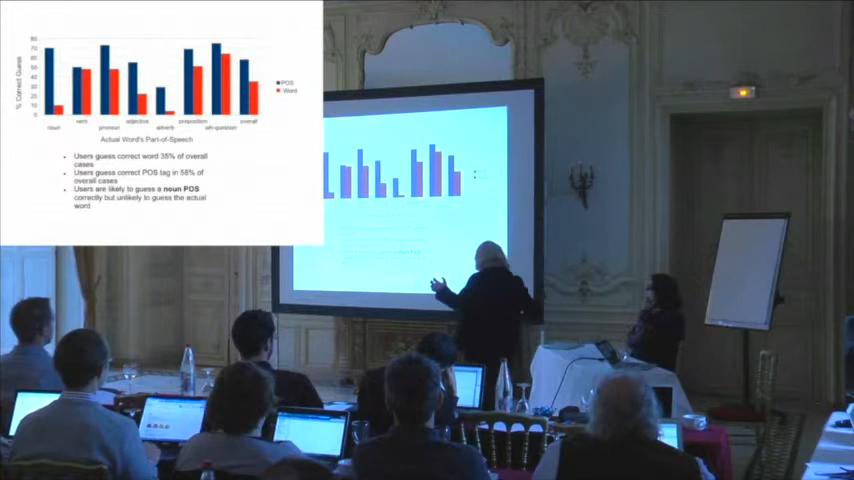 80
70
60
50
40
30
20
10
0
% Correct Guess
noun verb pronoun adjective adverb preposition wh-question overall
POS
Word
Actual Word's Part-of-Speech
Users guess correct word 35% of overall
cases
Users guess correct POS tag in 58% of
overall cases
Users are likely to guess a noun POS
correctly but unlikely to guess the actual
word